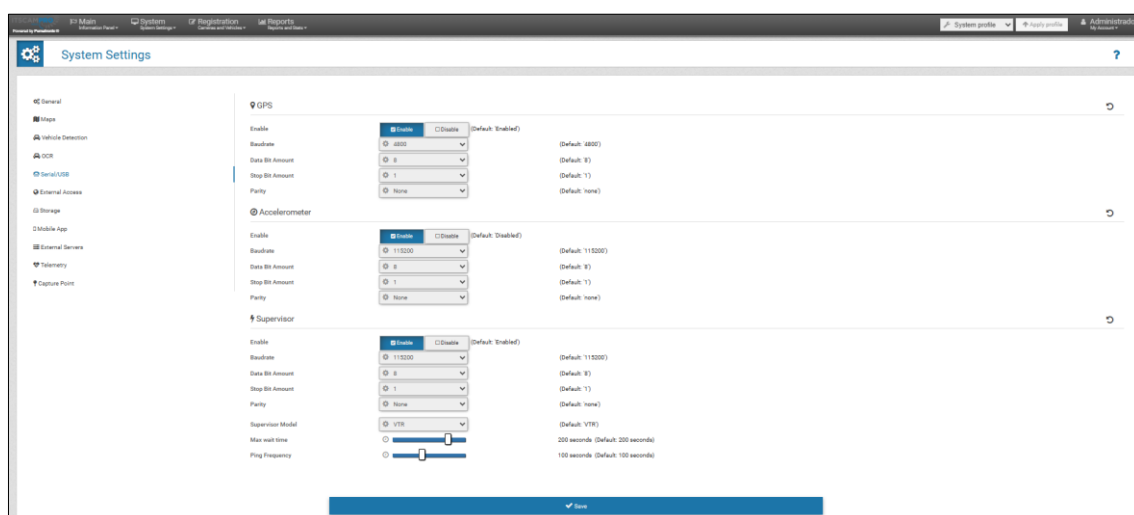 Main
Information Panel
System
System Settings
Registration
Cameras and Vehicles
Reports
Reports and Stats
System profile
Apply profile
Administrado
My Account
Powered by Pumatronix ©
System Settings
?
General
Maps
Vehicle Detection
OCR
Serial/USB
External Access
Storage
Mobile App
External Servers
Telemetry
Capture Point
GPS
Enable Enable Disable (Default: 'Enabled')
Baudrate 4800 (Default: '4800')
Data Bit Amount 8 (Default: '8')
Stop Bit Amount 1 (Default: '1')
Parity None (Default: 'none')
Accelerometer
Enable Enable Disable (Default: 'Disabled')
Baudrate 115200 (Default: '115200')
Data Bit Amount 8 (Default: '8')
Stop Bit Amount 1 (Default: '1')
Parity None (Default: 'none')
Supervisor
Enable Enable Disable (Default: 'Enabled')
Baudrate 115200 (Default: '115200')
Data Bit Amount 8 (Default: '8')
Stop Bit Amount 1 (Default: '1')
Parity None (Default: 'none')
Supervisor Model VTR (Default: 'VTR')
Max wait time 200 seconds (Default: 200 seconds)
Ping Frequency 100 seconds (Default: 100 seconds)
Save